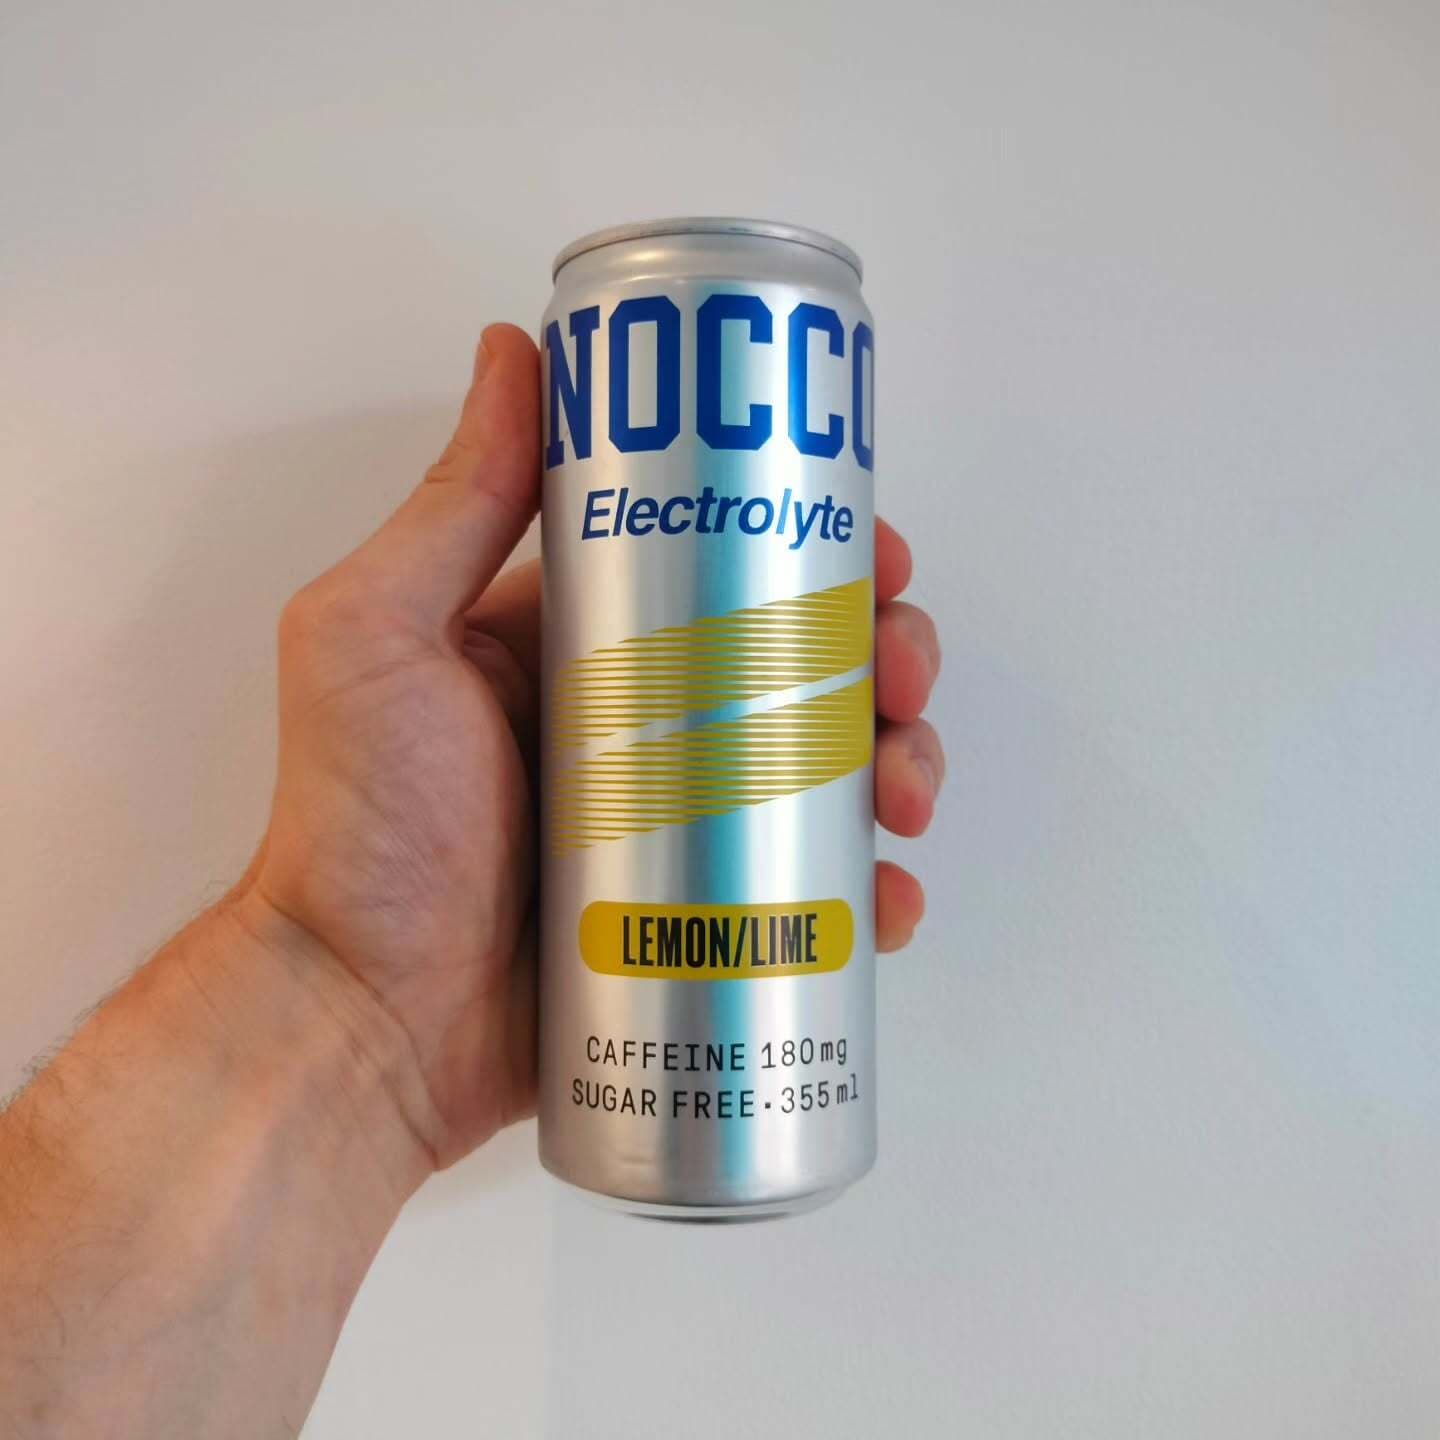 NOCCO
Electrolyte
LEMON/LIME
CAFFEINE 180mg
SUGAR FREE·355ml